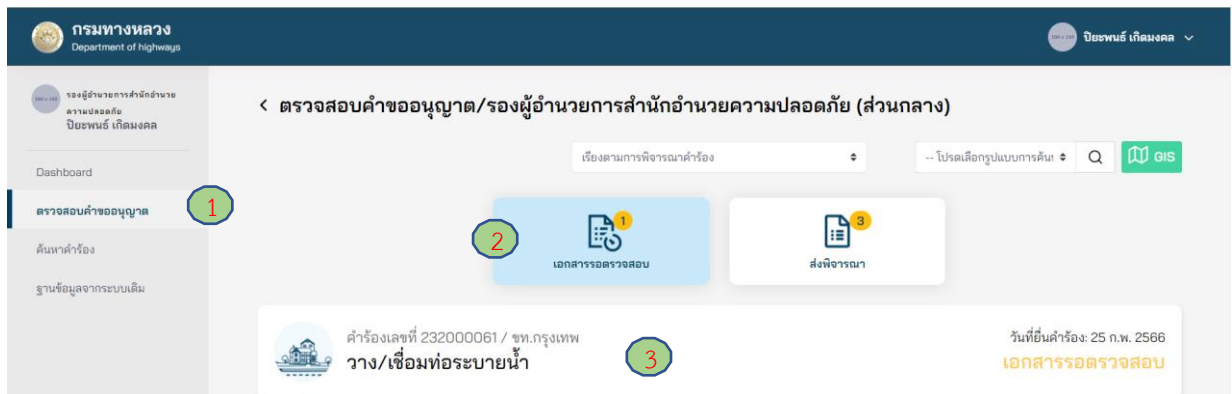 กรมทางหลวง
Department of highways
ปิยะพนธ์ เกิดมงคล
รองผู้อำนวยการสำนักอำนวย
ความปลอดภัย
ปิยะพนธ์ เกิดมงคล
< ตรวจสอบคำขออนุญาต/รองผู้อำนวยการสำนักอำนวยความปลอดภัย (ส่วนกลาง)
เรียงตามการพิจารณาคำร้อง
-- โปรดเลือกรูปแบบการค้นห
GIS
Dashboard
ตรวจสอบคำขออนุญาต
1
ค้นหาคำร้อง
ฐานข้อมูลจากระบบเดิม
2
1
เอกสารรอตรวจสอบ
3
ส่งพิจารณา
คำร้องเลขที่ 232000061 / ขท.กรุงเทพ
วาง/เชื่อมท่อระบายน้ำ
3
วันที่ยื่นคำร้อง: 25 ก.พ. 2566
เอกสารรอตรวจสอบ